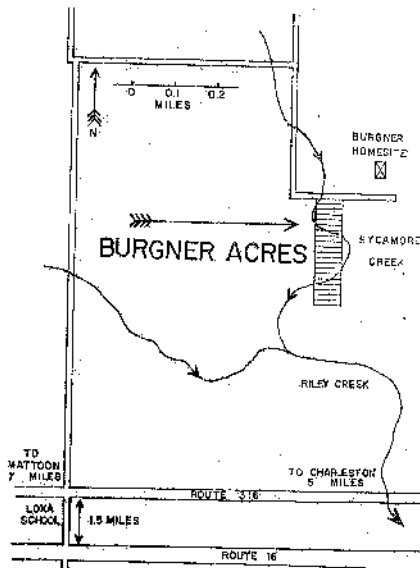 0 0.1 0.2
MILES
N
BURGNER
HOMESITE
BURGNER ACRES
SYCAMORE
CREEK
RILEY CREEK
TO
MATTOON
7 MILES
TO CHARLESTON
5 MILES
ROUTE 316
LOXA
SCHOOL
1.5 MILES
ROUTE 16